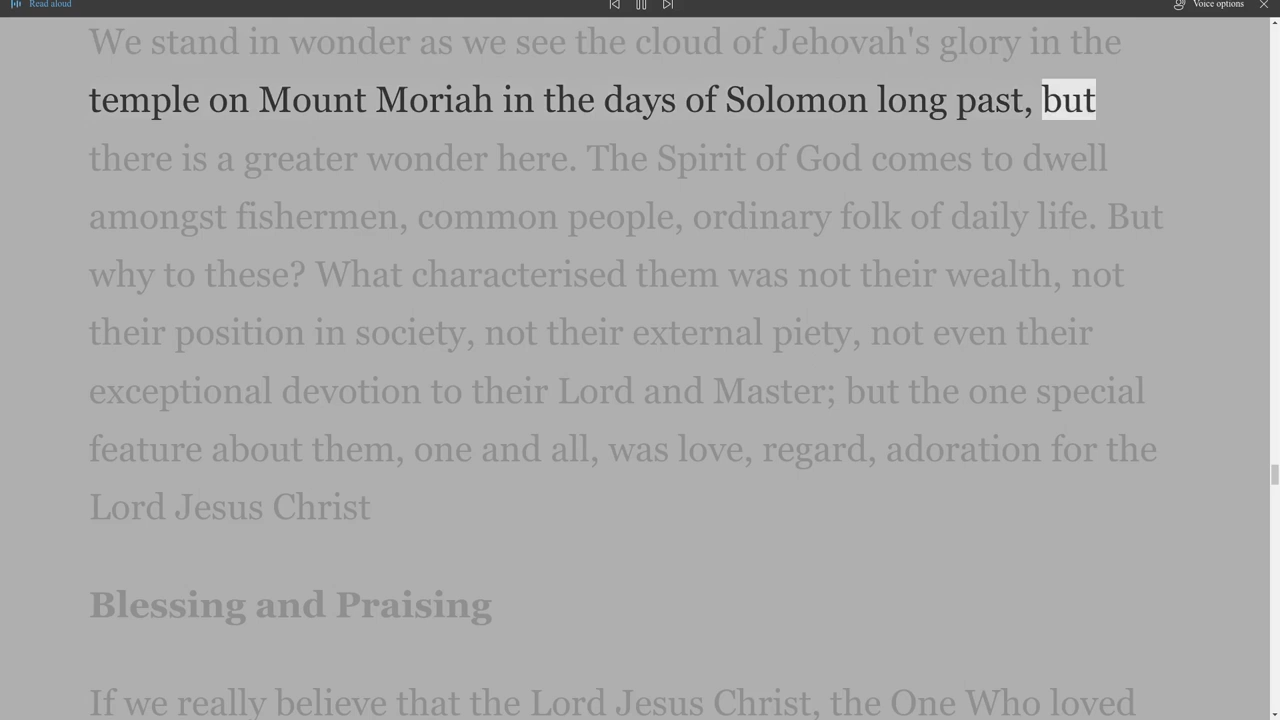 Read aloud
Voice options
We stand in wonder as we see the cloud of Jehovah's glory in the
temple on Mount Moriah in the days of Solomon long past, but
there is a greater wonder here. The Spirit of God comes to dwell
amongst fishermen, common people, ordinary folk of daily life. But
why to these? What characterised them was not their wealth, not
their position in society, not their external piety, not even their
exceptional devotion to their Lord and Master; but the one special
feature about them, one and all, was love, regard, adoration for the
Lord Jesus Christ
Blessing and Praising
If we really believe that the Lord Jesus Christ, the One Who loved